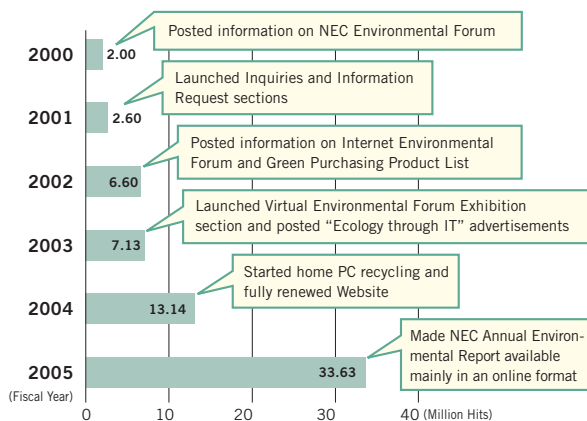 Posted information on NEC Environmental Forum
2000
2.00
Launched Inquiries and Information
Request sections
2001
2.60
Posted information on Internet Environmental
Forum and Green Purchasing Product List
2002
6.60
Launched Virtual Environmental Forum Exhibition
section and posted “Ecology through IT” advertisements
2003
7.13
Started home PC recycling and
fully renewed Website
2004
13.14
Made NEC Annual Environ-
mental Report available
mainly in an online format
2005
33.63
(Fiscal Year)
0 10 20 30 40 (Million Hits)